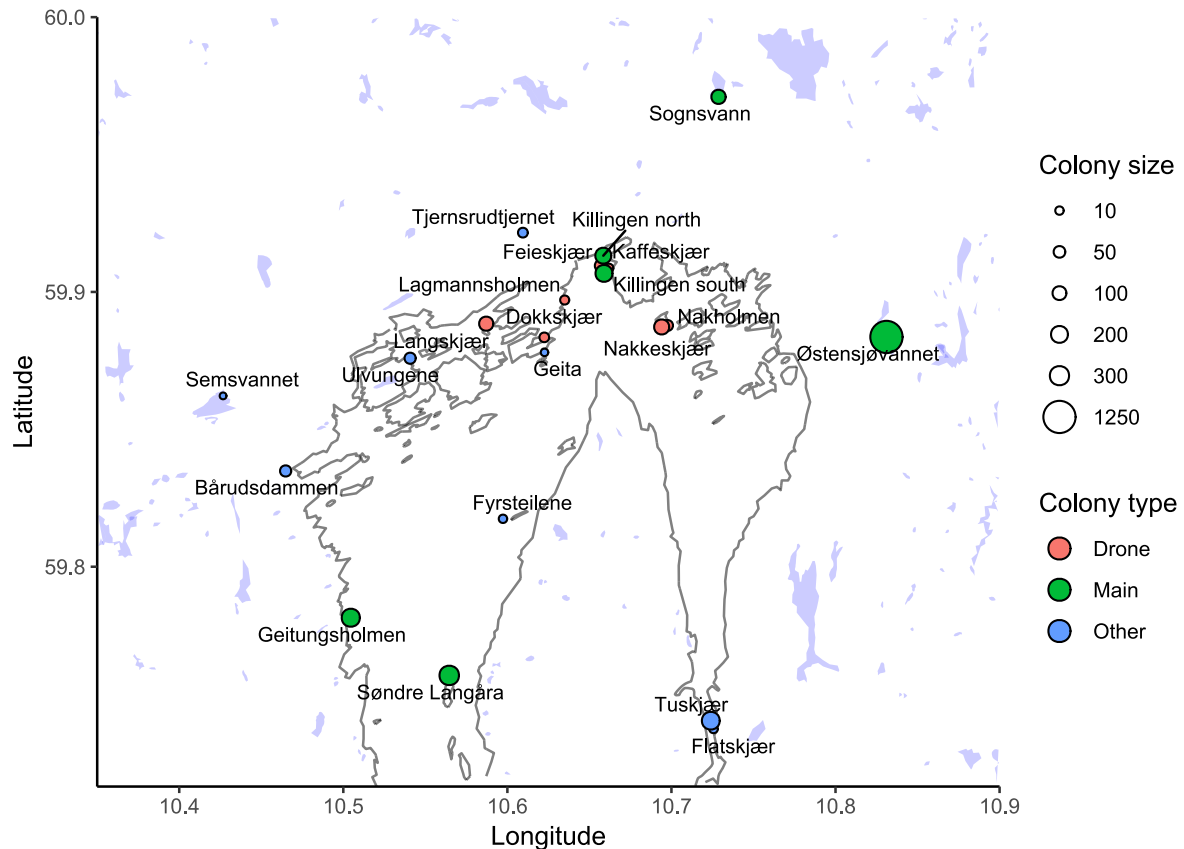 60.0
Sognsvann
Colony size
10
Tjernsrudtjernet
Killingen north
Feieskjær
Kaffeskjær
50
Lagmannsholmen
Killingen south
59.9
100
Dokkskjær
Nakholmen
Langskjær
Nakkeskjær
200
Østensjøvannet
Ulvungene
Geita
Semsvannet
300
1250
Latitude
Bårudsdammen
Fyrsteilene
Colony type
Drone
59.8
Main
Geitungsholmen
Other
Søndre Langåra
Tuskjær
Flatskjær
10.4
10.5
10.6
10.7
10.8
10.9
Longitude